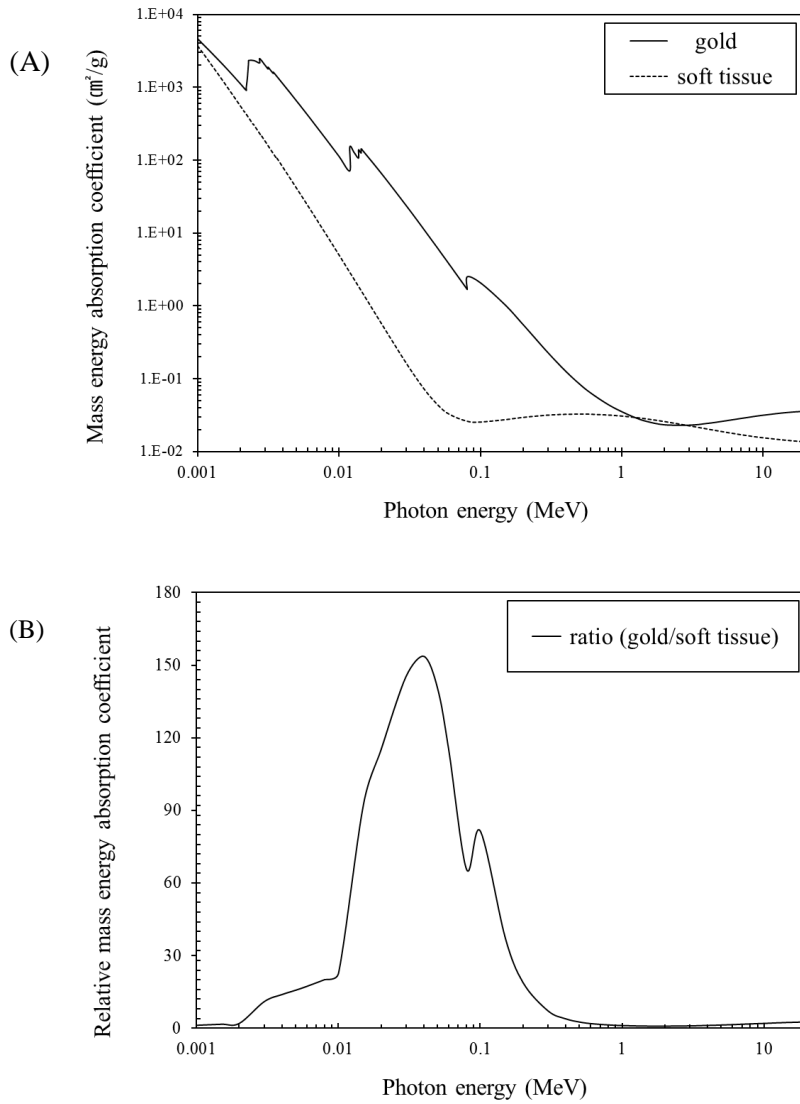 (A)
Mass energy absorption coefficient (㎠/g)
1.E+04
1.E+03
1.E+02
1.E+01
1.E+00
1.E-01
1.E-02
gold
soft tissue
0.001 0.01 0.1 1 10
Photon energy (MeV)
(B)
Relative mass energy absorption coefficient
180
150
120
90
60
30
0
ratio (gold/soft tissue)
0.001 0.01 0.1 1 10
Photon energy (MeV)